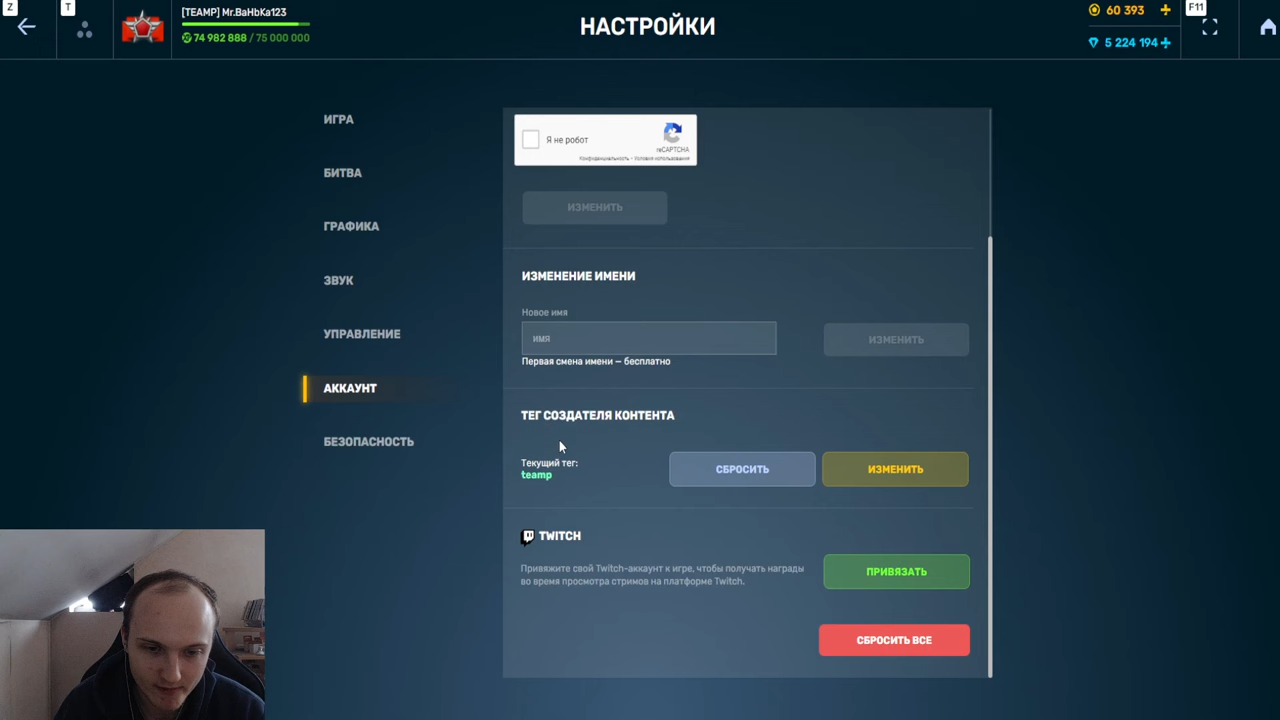 Z
T
[TEAMP] Mr.BaHbKa123
74 982 888 / 75 000 000
НАСТРОЙКИ
60 393 +
5 224 194 +
F11
ИГРА
БИТВА
ГРАФИКА
ЗВУК
УПРАВЛЕНИЕ
АККАУНТ
БЕЗОПАСНОСТЬ
Я не робот
reCAPTCHA
Конфиденциальность - Условия использования
ИЗМЕНИТЬ
ИЗМЕНЕНИЕ ИМЕНИ
Новое имя
имя
ИЗМЕНИТЬ
Первая смена имени — бесплатно
ТЕГ СОЗДАТЕЛЯ КОНТЕНТА
Текущий тег:
teamp
СБРОСИТЬ
ИЗМЕНИТЬ
TWITCH
Привяжите свой Twitch-аккаунт к игре, чтобы получать награды
во время просмотра стримов на платформе Twitch.
ПРИВЯЗАТЬ
СБРОСИТЬ ВСЕ